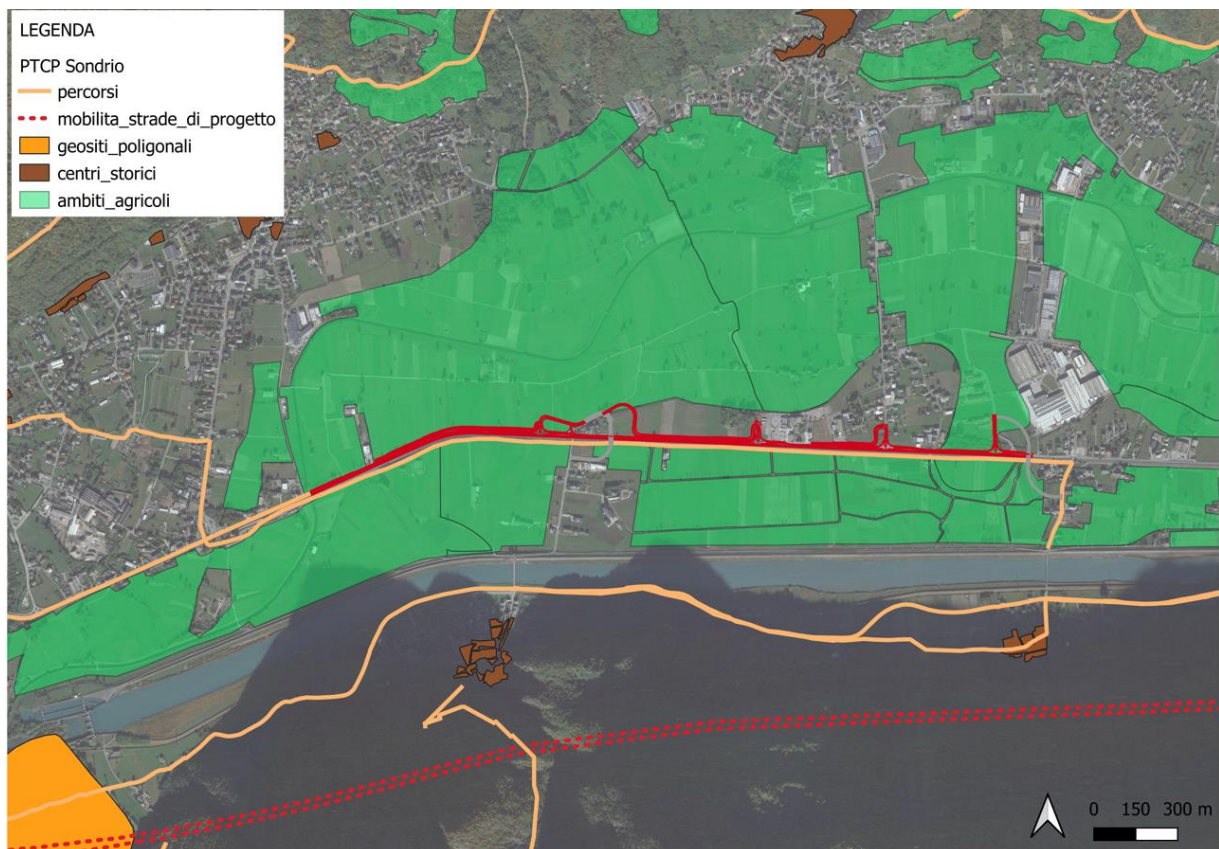 LEGENDA
PTCP Sondrio
percorsi
mobilita_strade_di_progetto
geositi_poligonali
centri_storici
ambiti_agricoli
0 150 300 m